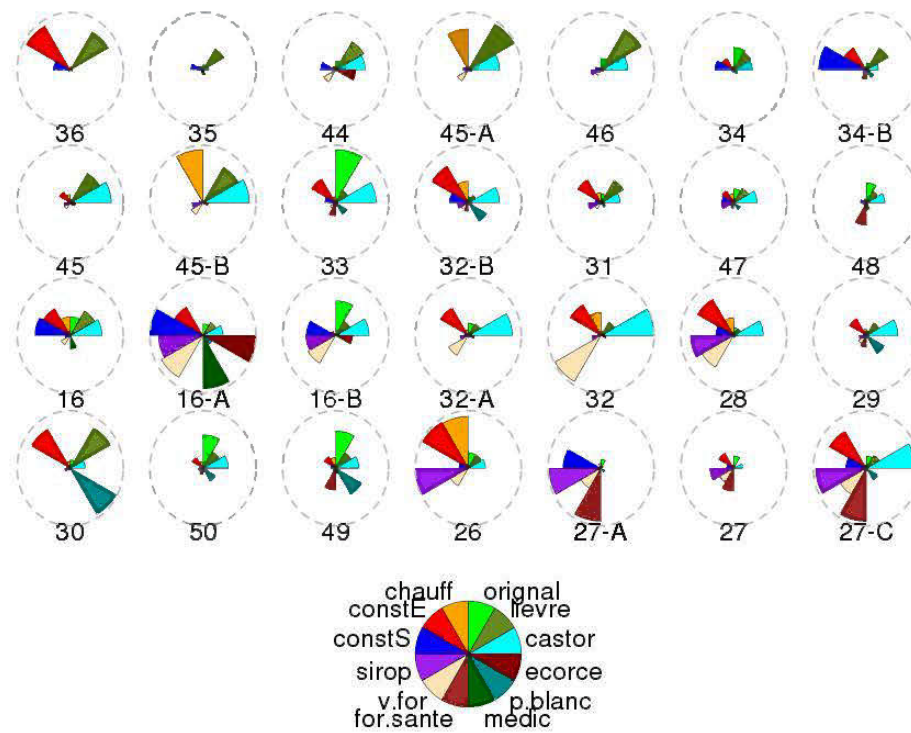 36 35 44 45-A 46 34 34-B
45 45-B 33 32-B 31 47 48
16 16-A 16-B 32-A 32 28 29
30 50 49 26 27-A 27 27-C
chauff orignal
constE lievre
constS castor
sirop ecorce
v.for p.blanc
for.sante medic